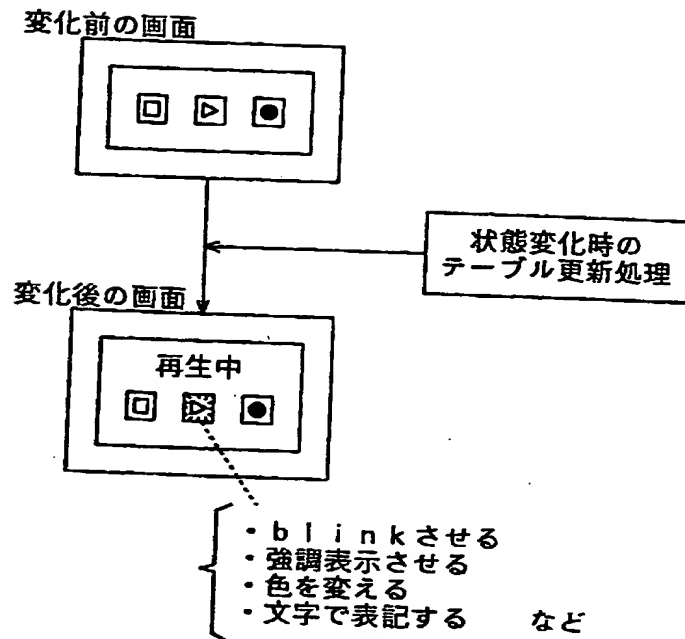 変化前の画面
状態変化時の
テーブル更新処理
変化後の画面
再生中
・blinkさせる
・強調表示させる
・色を変える
・文字で表記する　など